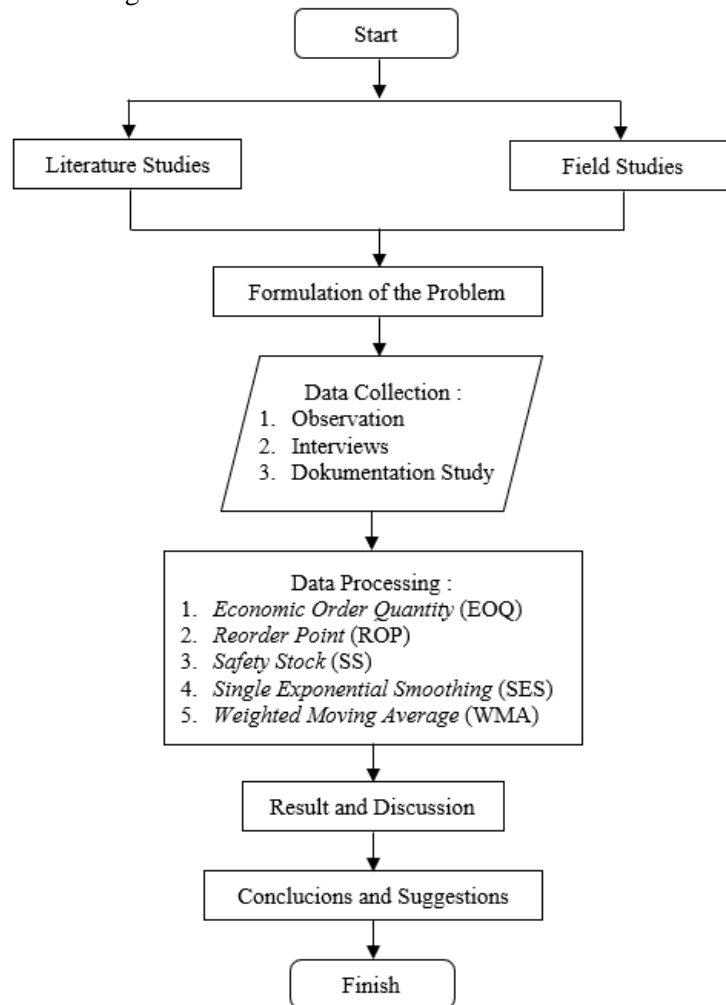 Start
Literature Studies
Field Studies
Formulation of the Problem
Data Collection :
1. Observation
2. Interviews
3. Dokumentation Study
Data Processing :
1. Economic Order Quantity (EOQ)
2. Reorder Point (ROP)
3. Safety Stock (SS)
4. Single Exponential Smoothing (SES)
5. Weighted Moving Average (WMA)
Result and Discussion
Conclucions and Suggestions
Finish